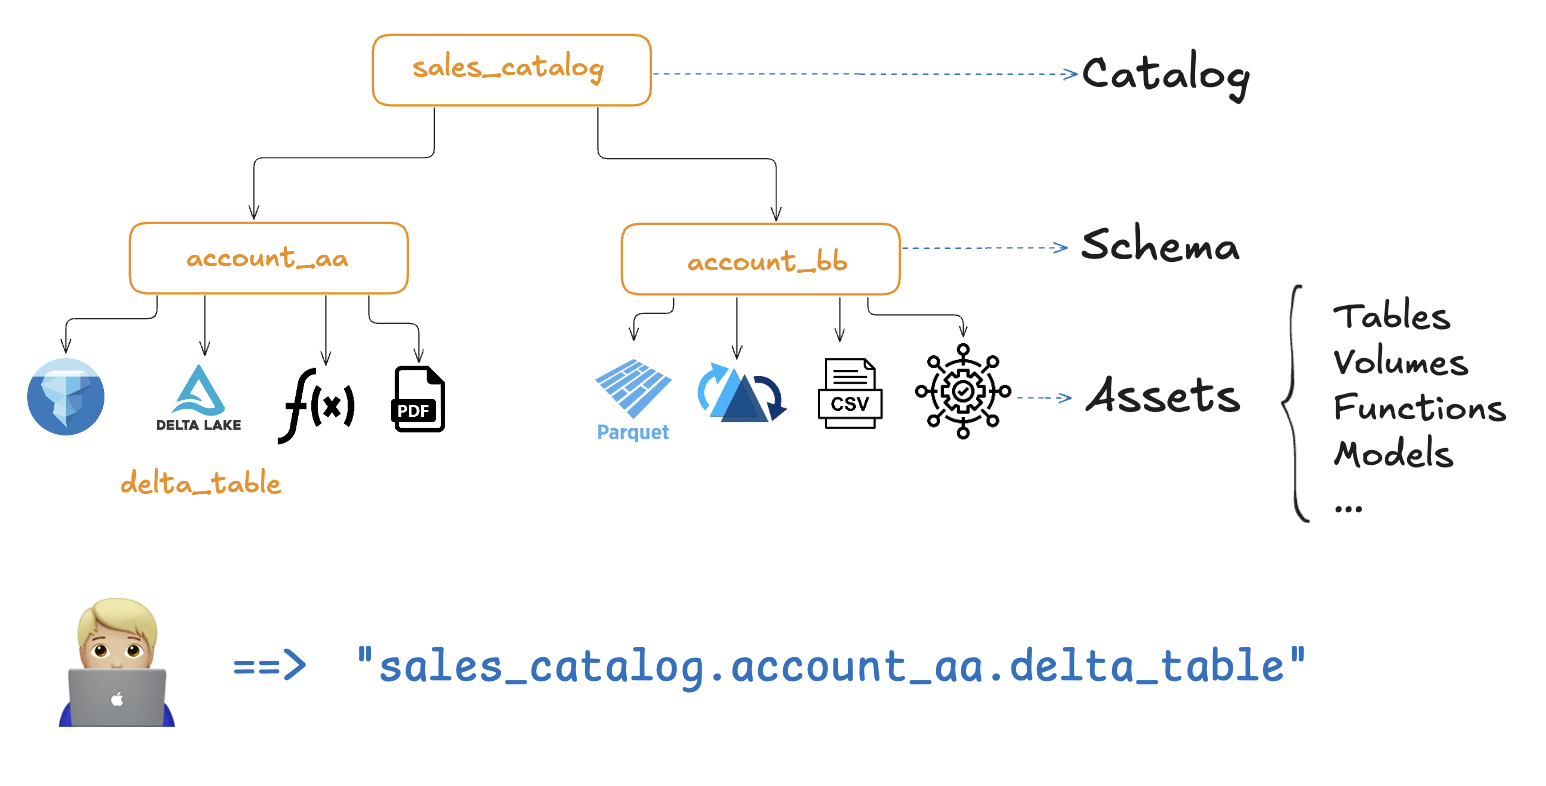 sales_catalog
Catalog
account_aa
account_bb
Schema
DELTA LAKE
f(x)
PDF
Parquet
CSV
Assets
Tables
Volumes
Functions
Models
...
delta_table
==> "sales_catalog.account_aa.delta_table"